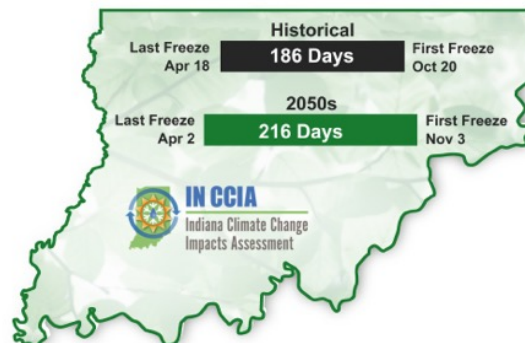 Historical
Last Freeze
Apr 18
186 Days
First Freeze
Oct 20
2050s
Last Freeze
Apr 2
216 Days
First Freeze
Nov 3
IN CCIA
Indiana Climate Change
Impacts Assessment